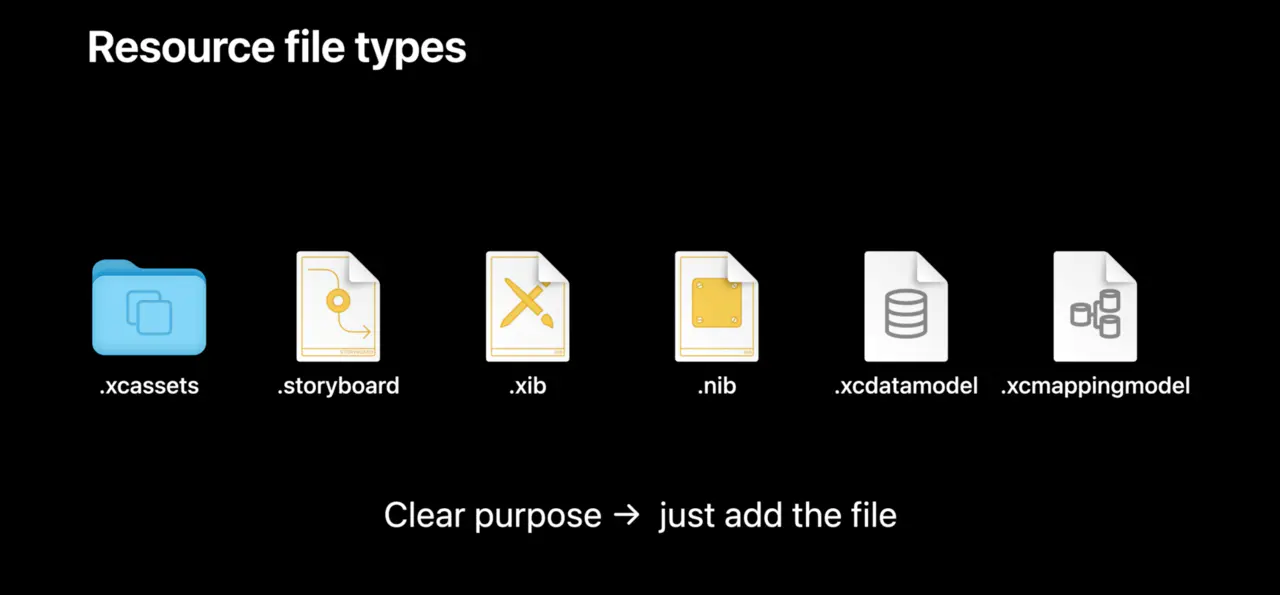 Resource file types
.xcassets
.storyboard
.xib
.nib
.xcdatamodel
.xcmappingmodel
Clear purpose → just add the file